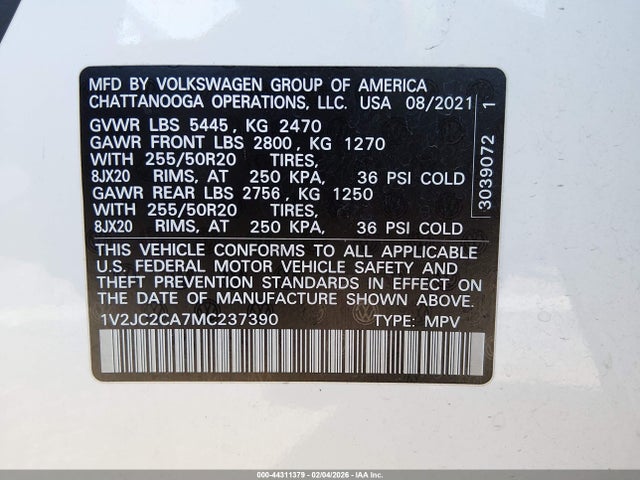 MFD BY VOLKSWAGEN GROUP OF AMERICA
CHATTANOOGA OPERATIONS, LLC. USA 08/2021
GVWR LBS 5445, KG 2470
GAWR FRONT LBS 2800, KG 1270
WITH 255/50R20 TIRES,
8JX20 RIMS, AT 250 KPA, 36 PSI COLD
GAWR REAR LBS 2756, KG 1250
WITH 255/50R20 TIRES,
8JX20 RIMS, AT 250 KPA, 36 PSI COLD
THIS VEHICLE CONFORMS TO ALL APPLICABLE
U.S. FEDERAL MOTOR VEHICLE SAFETY AND
THEFT PREVENTION STANDARDS IN EFFECT ON
THE DATE OF MANUFACTURE SHOWN ABOVE.
1V2JC2CA7MC237390 TYPE: MPV
3039072 1
000-44311379 - 02/04/2026 - IAA Inc.